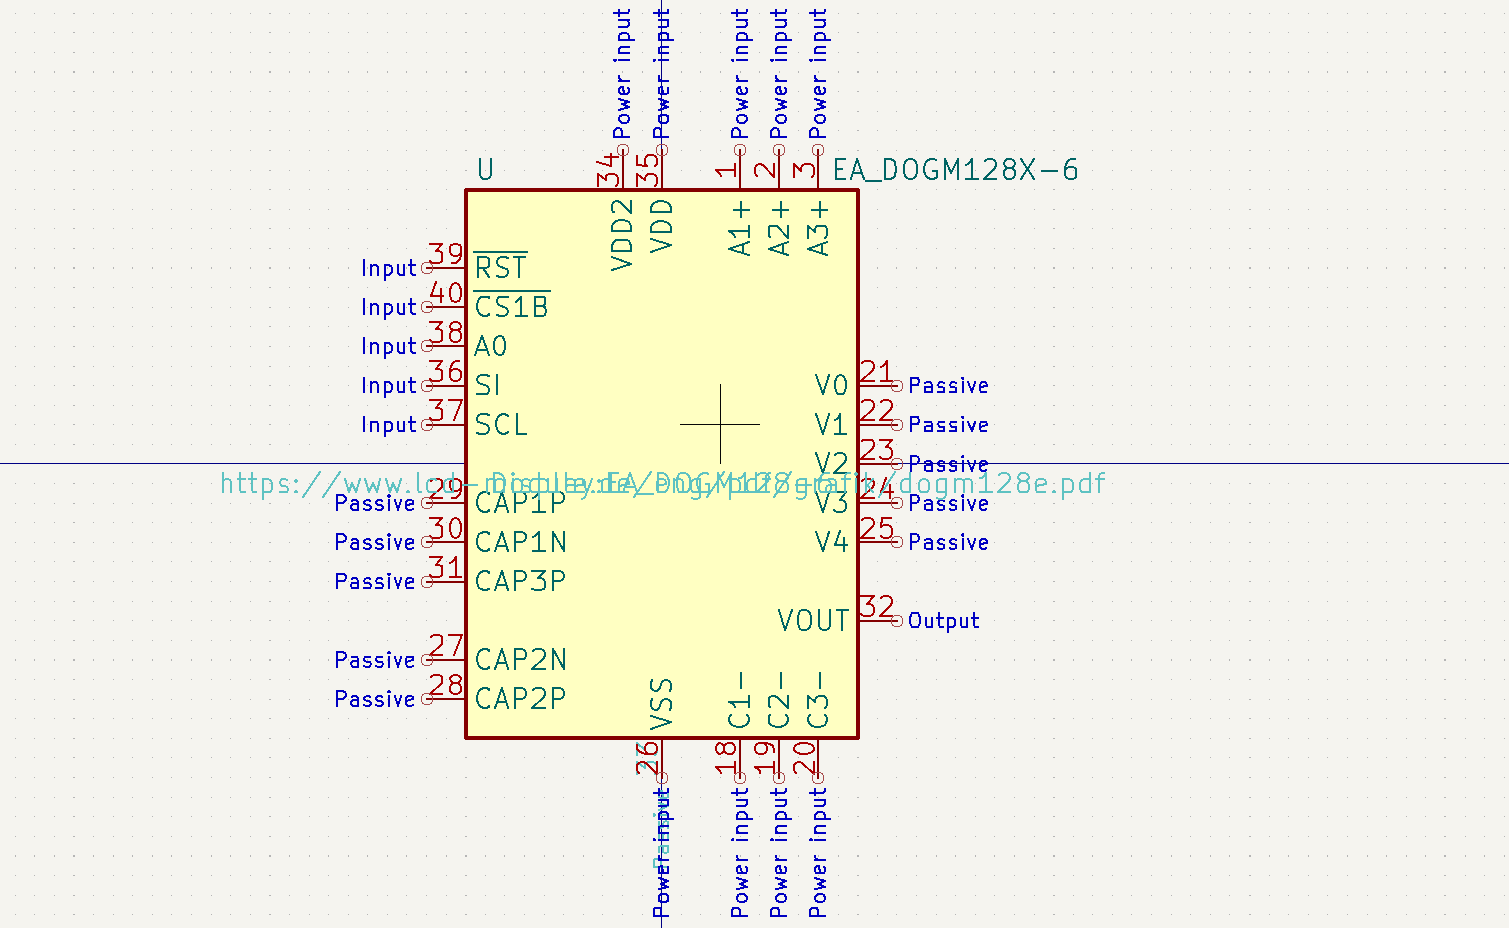 Power input
Power input
Power input
Power input
Power input
34
35
1
2
3
U
EA_DOGM128X-6
VDD2
VDD
A1+
A2+
A3+
Input
39
RST
Input
40
CS1B
Input
38
A0
Input
36
SI
V0
21
Passive
Input
37
SCL
V1
22
Passive
V2
23
Passive
https://www.lcd-module.de/eng/pdf/grafik/dogm128e.pdf
Display:EA_DOGM128-6
Passive
29
CAP1P
V3
24
Passive
Passive
30
CAP1N
V4
25
Passive
Passive
31
CAP3P
VOUT
32
Output
Passive
27
CAP2N
Passive
28
CAP2P
VSS
C1-
C2-
C3-
26
18
19
20
Power input
Passive
Power input
Power input
Power input